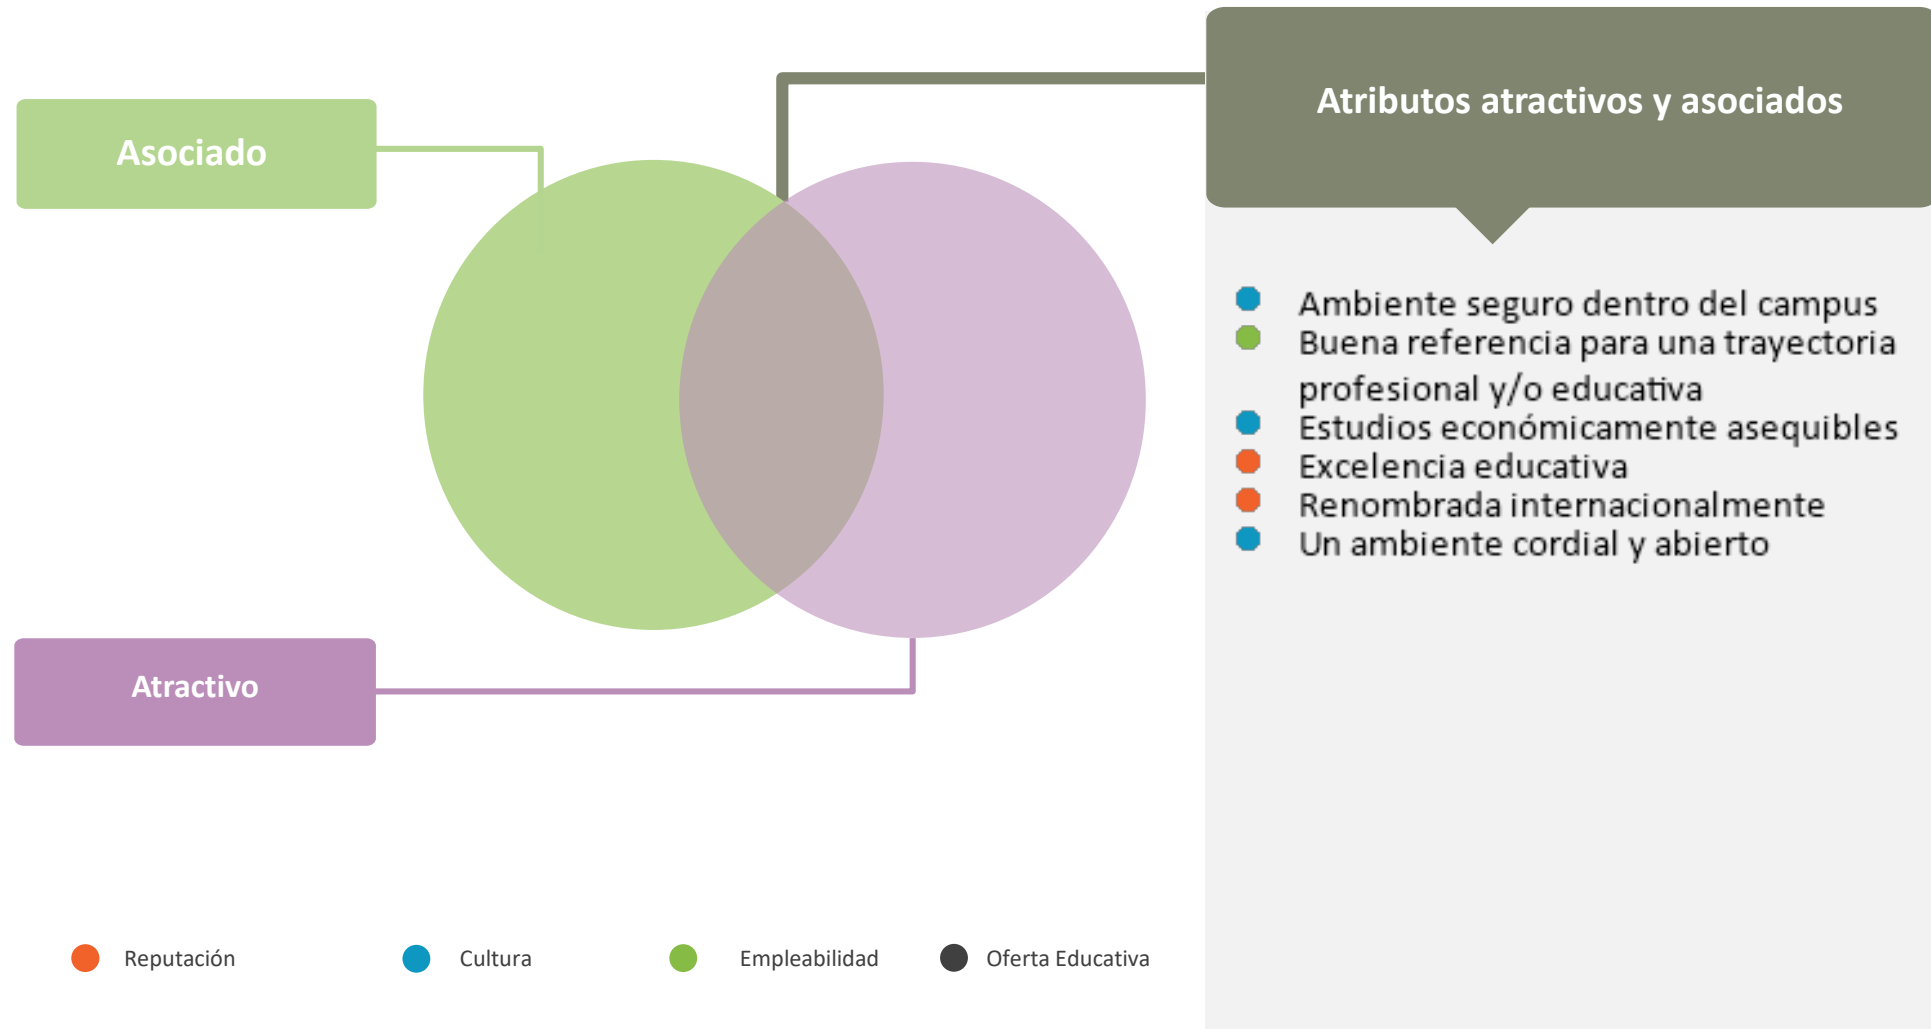 Atributos atractivos y asociados
Asociado
Ambiente seguro dentro del campus
Buena referencia para una trayectoria
profesional y/o educativa
Estudios económicamente asequibles
Excelencia educativa
Renombrada internacionalmente
Un ambiente cordial y abierto
Atractivo
Reputación
Cultura
Empleabilidad
Oferta Educativa